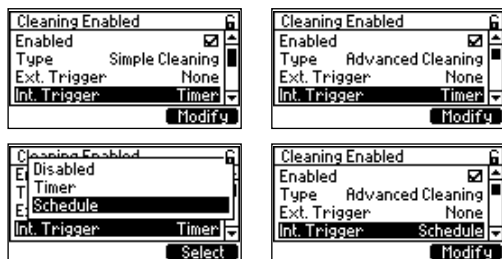 Cleaning Enabled
Enabled
Type Simple Cleaning
Ext. Trigger None
Int. Trigger Timer
Modify
Cleaning Enabled
Enabled
Type Advanced Cleaning
Ext. Trigger None
Int. Trigger Timer
Modify
Disabled
Timer
Schedule
Int. Trigger Timer
Select
Cleaning Enabled
Enabled
Type Advanced Cleaning
Ext. Trigger None
Int. Trigger Schedule
Modify